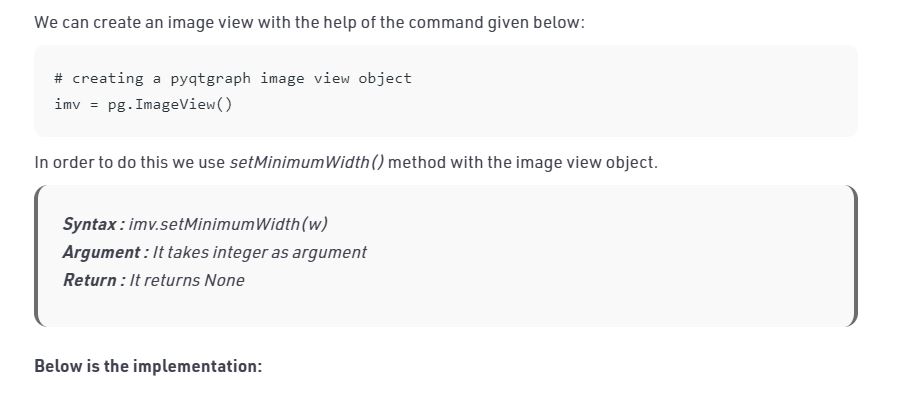 We can create an image view with the help of the command given below:
# creating a pyqtgraph image view object
imv = pg.ImageView()
In order to do this we use setMinimumWidth() method with the image view object.
Syntax : imv.setMinimumWidth(w)
Argument : It takes integer as argument
Return : It returns None
Below is the implementation: